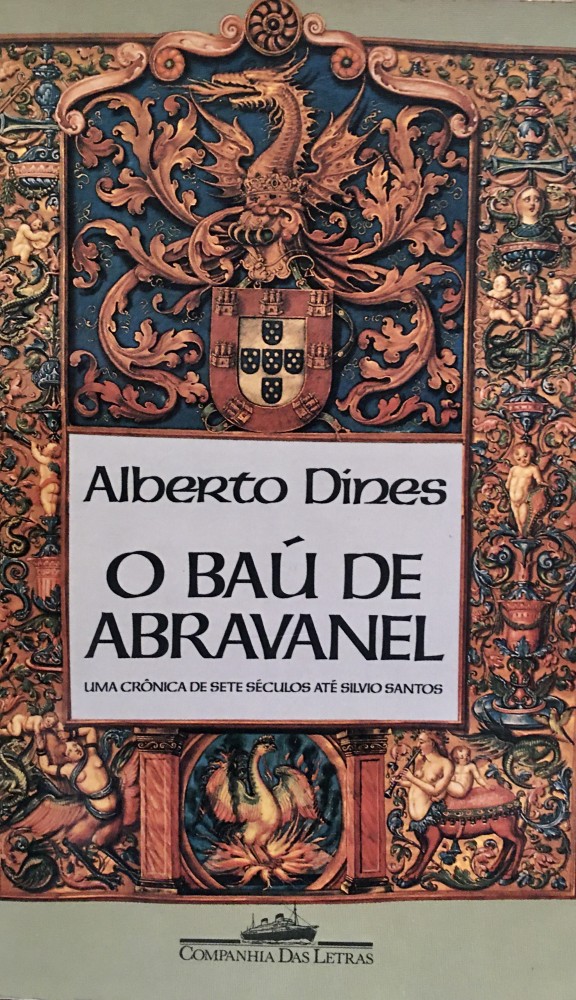 Alberto Dines
O BAÚ DE
ABRAVANEL
UMA CRÔNICA DE SETE SÉCULOS ATÉ SILVIO SANTOS
COMPANHIA DAS LETRAS